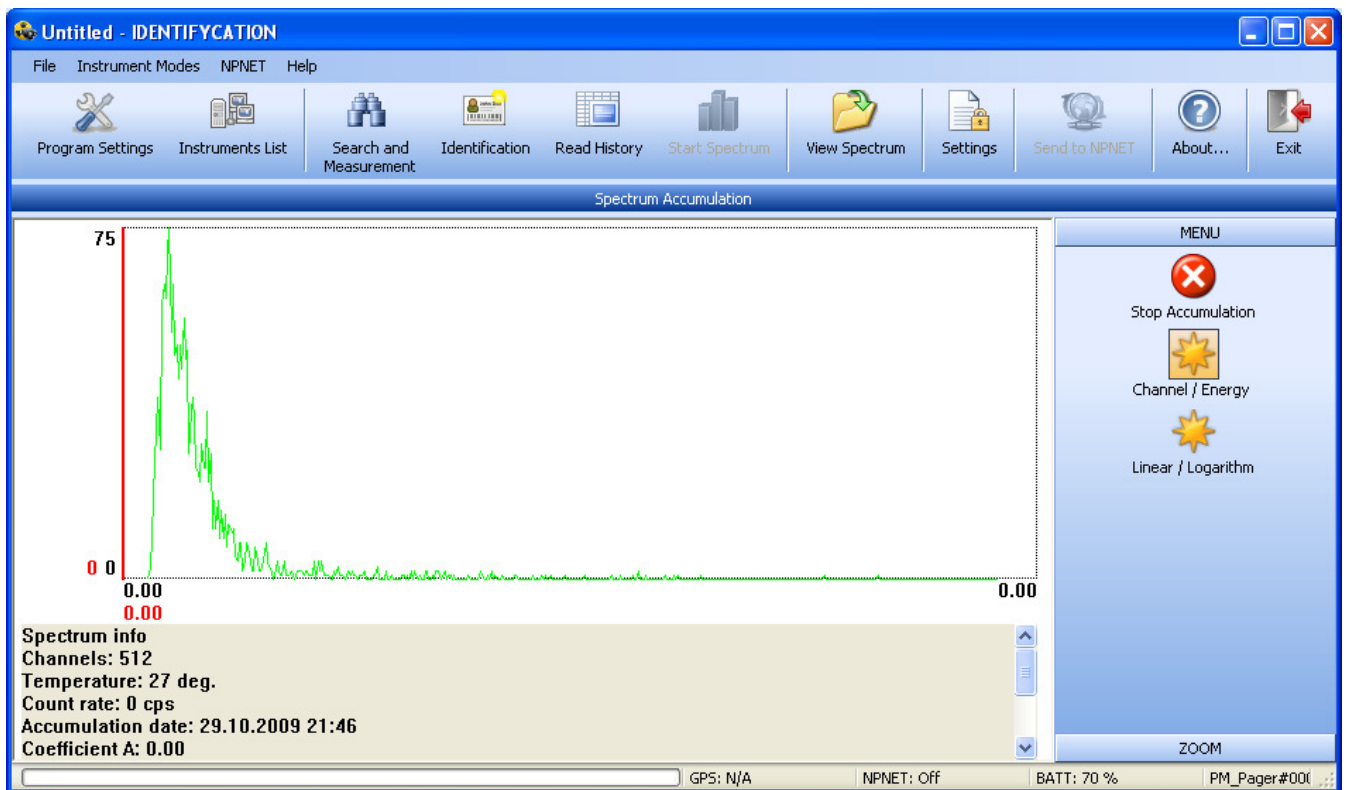 Untitled - IDENTIFYCATION
File Instrument Modes NPNET Help
Program Settings
Instruments List
Search and
Measurement
Identification
Read History
Start Spectrum
View Spectrum
Settings
Send to NPNET
About...
Exit
Spectrum Accumulation
75
0 0
0.00
0.00
0.00
MENU
Stop Accumulation
Channel / Energy
Linear / Logarithm
ZOOM
Spectrum info
Channels: 512
Temperature: 27 deg.
Count rate: 0 cps
Accumulation date: 29.10.2009 21:46
Coefficient A: 0.00
GPS: N/A NPNET: Off BATT: 70 %